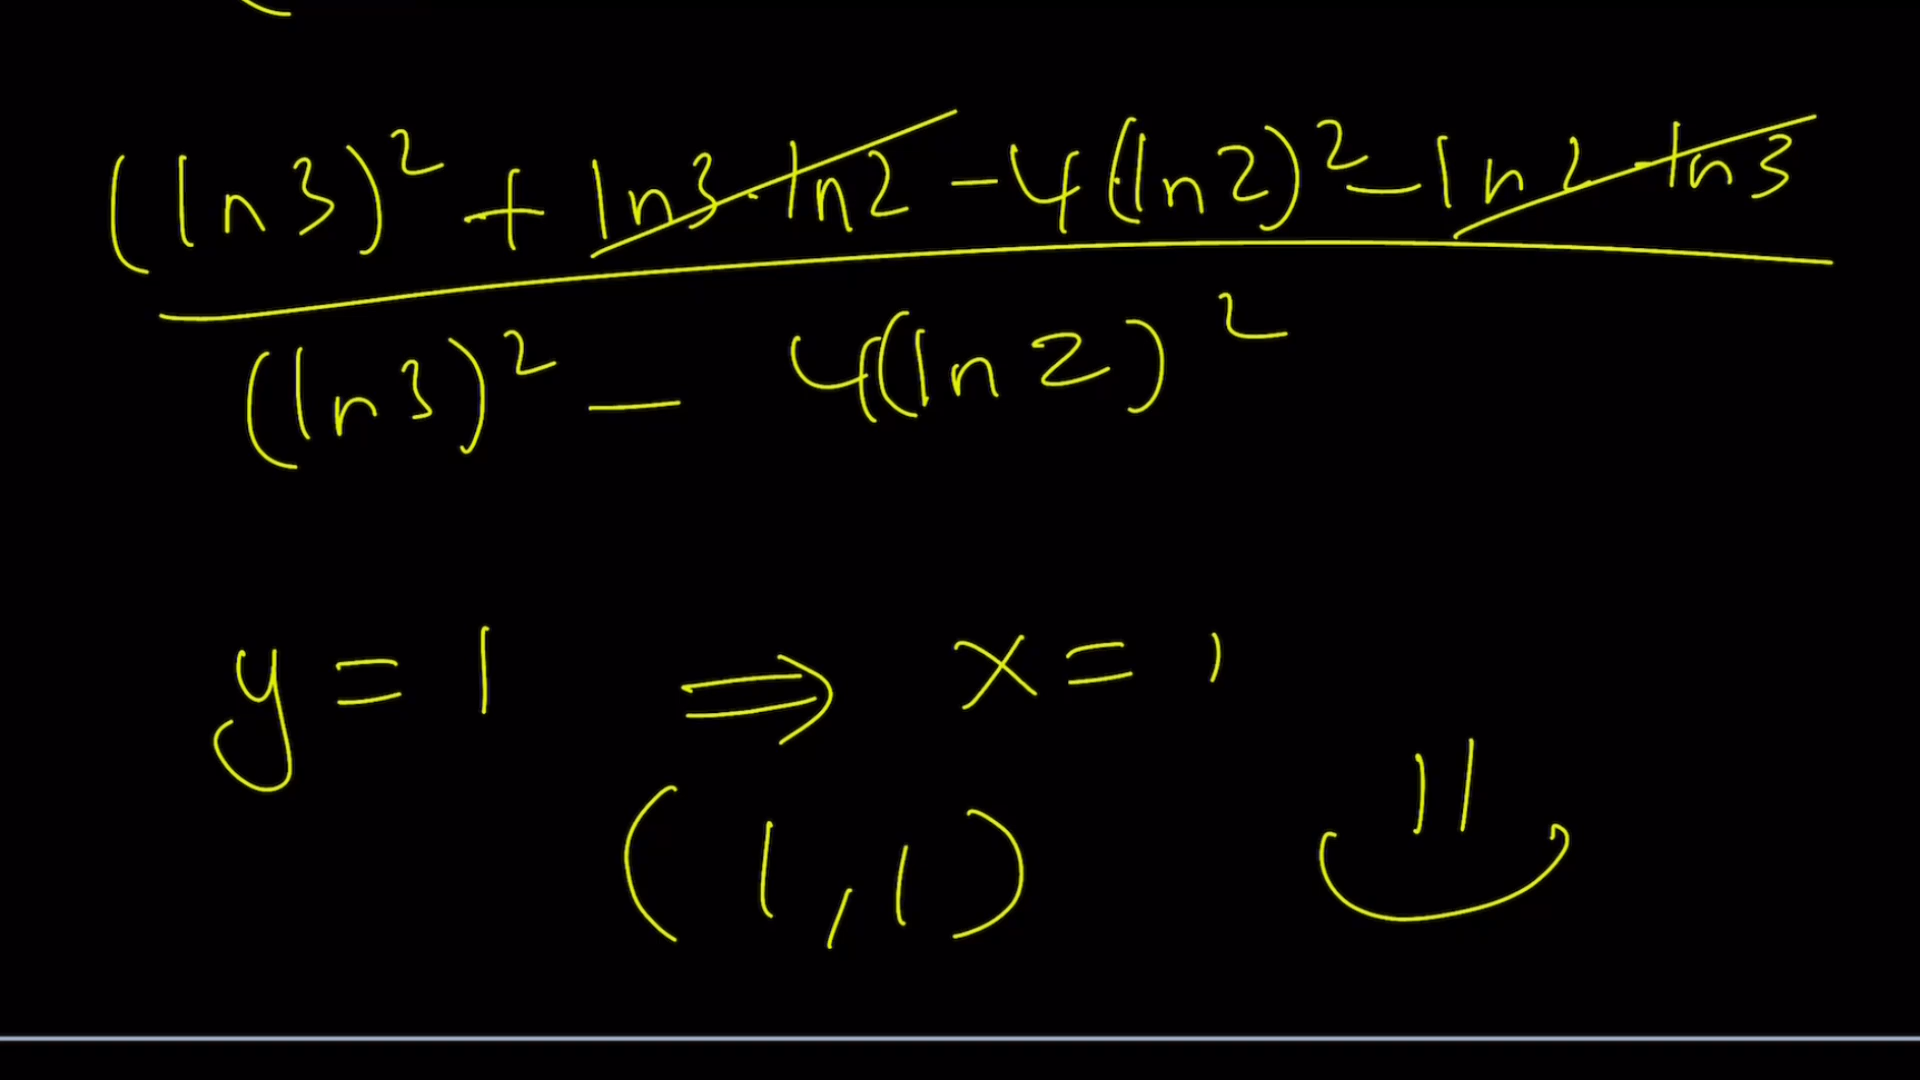 (ln3)² + ln3·ln2 - 4(ln2)² - ln2·ln3
(ln3)² - 4(ln2)²
y = 1 ⇒ x = 1
(1,1)